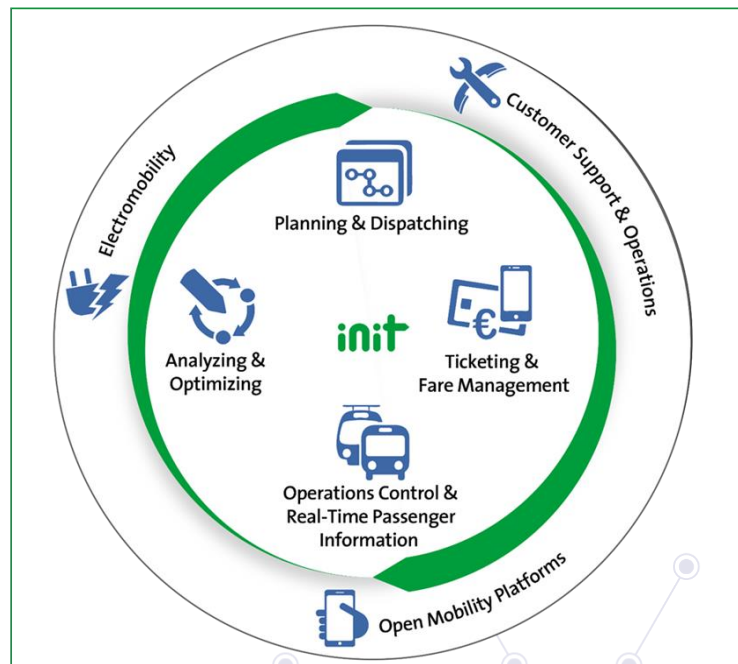 Customer Support & Operations
Electromobility
Planning & Dispatching
Analyzing &
Optimizing
init
€
Ticketing &
Fare Management
Operations Control &
Real-Time Passenger
Information
Open Mobility Platforms